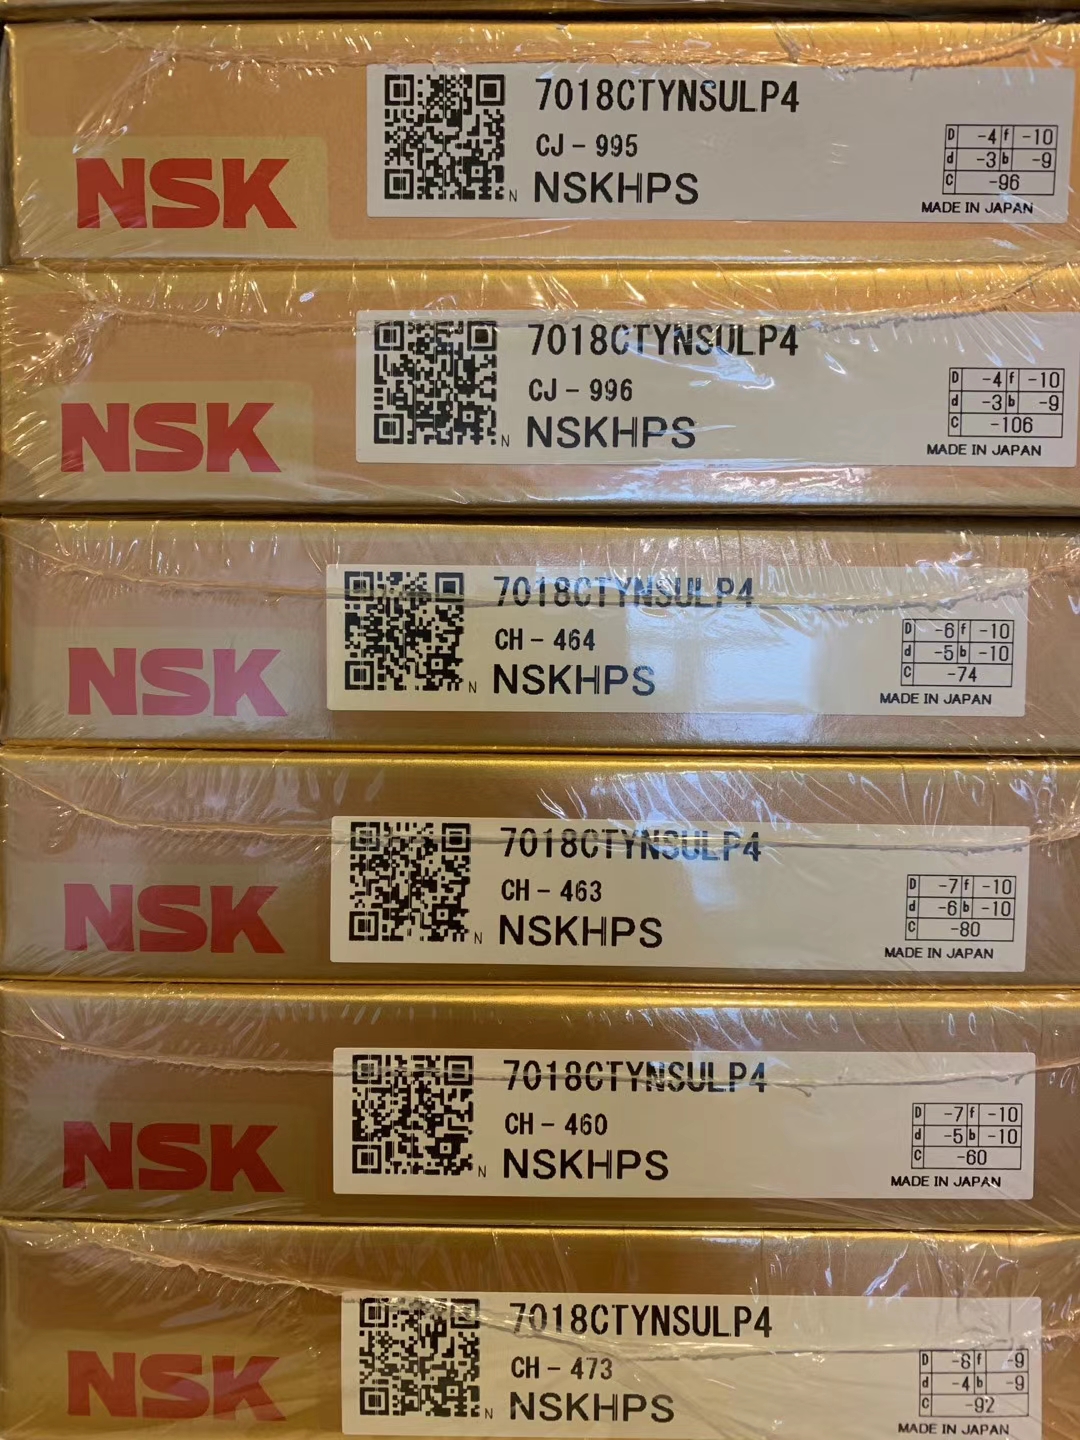 NSK
7018CTYNSULP4
CJ - 995
N NSKHPS
D -4 f -10
d -3 b -9
C -96
MADE IN JAPAN
NSK
7018CTYNSULP4
CJ - 996
N NSKHPS
D -4 f -10
d -3 b -9
C -106
MADE IN JAPAN
NSK
7018CTYNSULP4
CH - 464
N NSKHPS
D -6 f -10
d -5 b -10
C -74
MADE IN JAPAN
NSK
7018CTYNSULP4
CH - 463
N NSKHPS
D -7 f -10
d -6 b -10
C -80
MADE IN JAPAN
NSK
7018CTYNSULP4
CH - 460
N NSKHPS
D -7 f -10
d -5 b -10
C -60
MADE IN JAPAN
NSK
7018CTYNSULP4
CH - 473
N NSKHPS
D f -9
d -4 b -9
C -92
MADE IN JAPAN